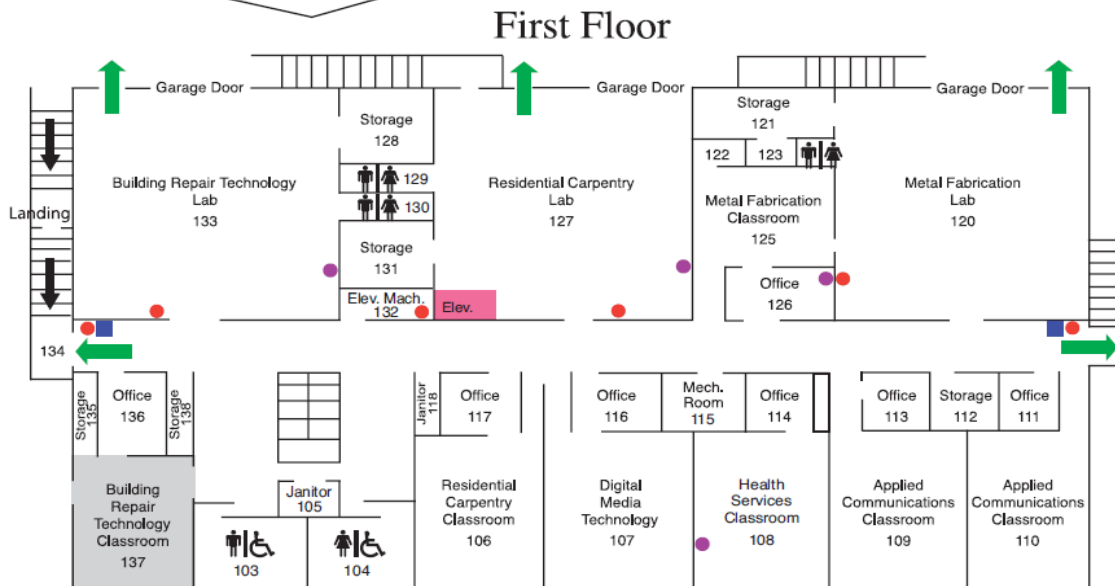 First Floor
Garage Door
Garage Door
Garage Door
Storage
128
Storage
121
122
123
129
130
Building Repair Technology
Lab
133
Residential Carpentry
Lab
127
Metal Fabrication
Classroom
125
Metal Fabrication
Lab
120
Landing
Storage
131
Office
126
Elev. Mach.
132
Elev.
134
Storage
135
Office
136
Storage
138
Janitor
118
Office
117
Office
116
Mech.
Room
115
Office
114
Office
113
Storage
112
Office
111
Building
Repair
Technology
Classroom
137
Janitor
105
103
104
Residential
Carpentry
Classroom
106
Digital
Media
Technology
107
Health
Services
Classroom
108
Applied
Communications
Classroom
109
Applied
Communications
Classroom
110